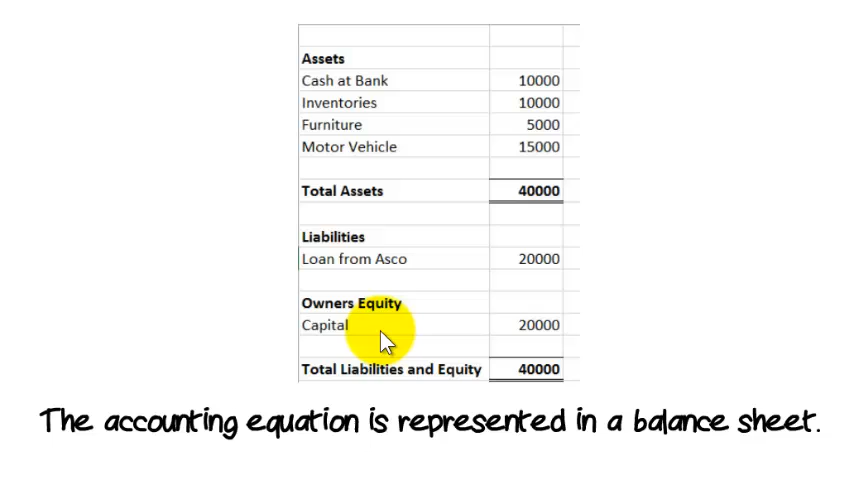 Assets
Cash at Bank 10000
Inventories 10000
Furniture 5000
Motor Vehicle 15000
Total Assets 40000
Liabilities
Loan from Asco 20000
Owners Equity
Capital 20000
Total Liabilities and Equity 40000
The accounting equation is represented in a balance sheet.